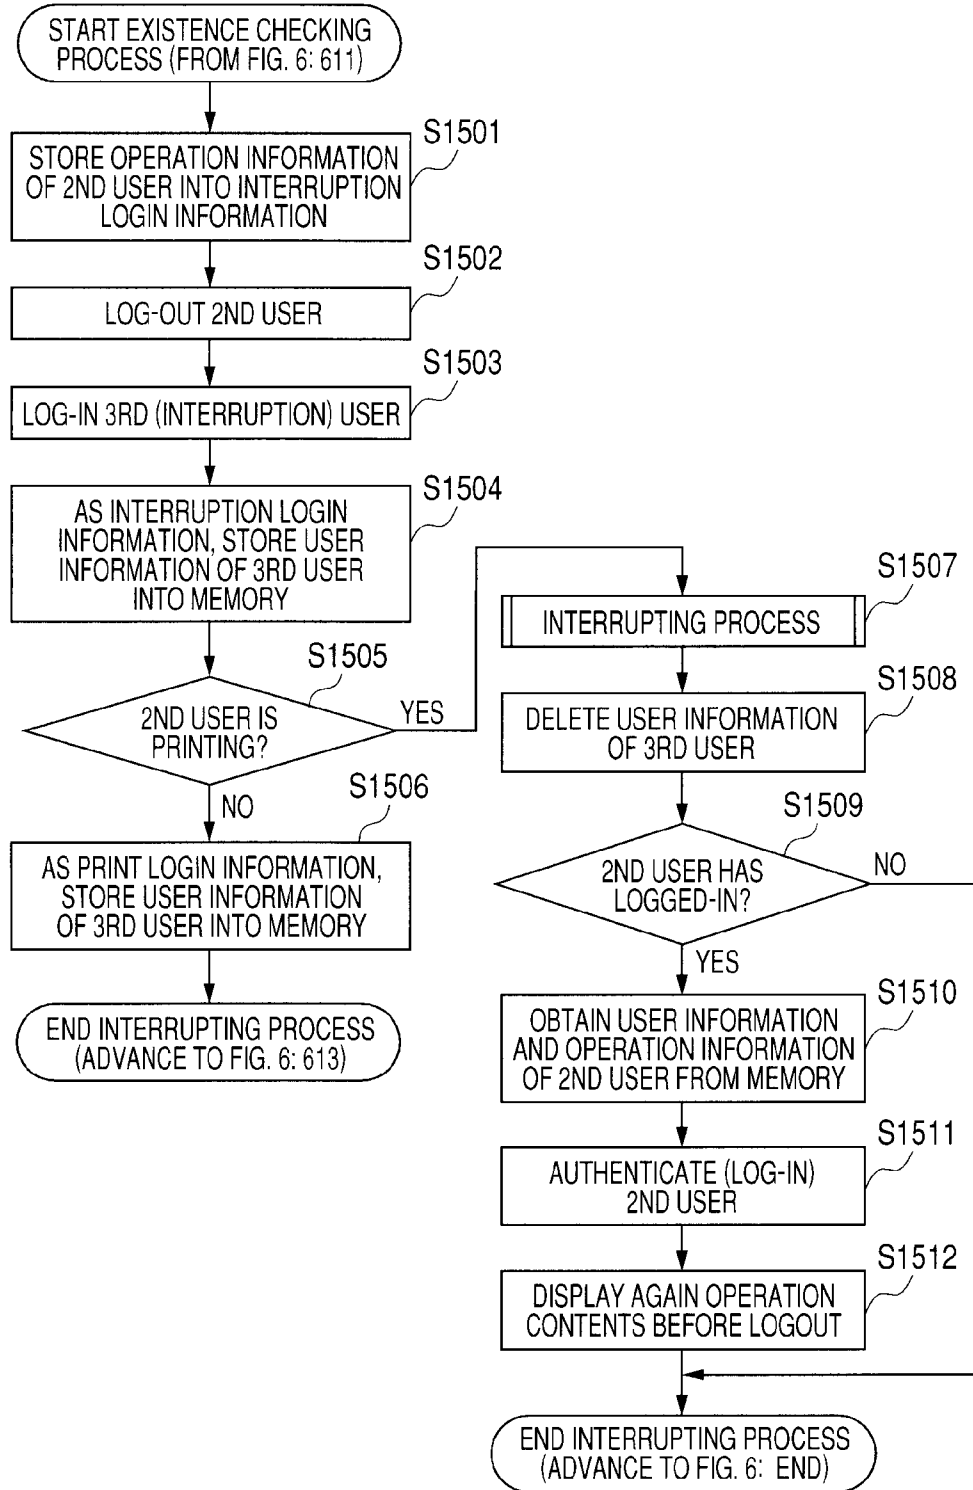 START EXISTENCE CHECKING
PROCESS (FROM FIG. 6: 611)
S1501
STORE OPERATION INFORMATION
OF 2ND USER INTO INTERRUPTION
LOGIN INFORMATION
S1502
LOG-OUT 2ND USER
S1503
LOG-IN 3RD (INTERRUPTION) USER
S1504
AS INTERRUPTION LOGIN
INFORMATION, STORE USER
INFORMATION OF 3RD USER
INTO MEMORY
S1505
2ND USER IS
PRINTING?
YES
NO
S1506
AS PRINT LOGIN INFORMATION,
STORE USER INFORMATION
OF 3RD USER INTO MEMORY
END INTERRUPTING PROCESS
(ADVANCE TO FIG. 6: 613)
S1507
INTERRUPTING PROCESS
S1508
DELETE USER INFORMATION
OF 3RD USER
S1509
2ND USER HAS
LOGGED-IN?
NO
YES
S1510
OBTAIN USER INFORMATION
AND OPERATION INFORMATION
OF 2ND USER FROM MEMORY
S1511
AUTHENTICATE (LOG-IN)
2ND USER
S1512
DISPLAY AGAIN OPERATION
CONTENTS BEFORE LOGOUT
END INTERRUPTING PROCESS
(ADVANCE TO FIG. 6: END)